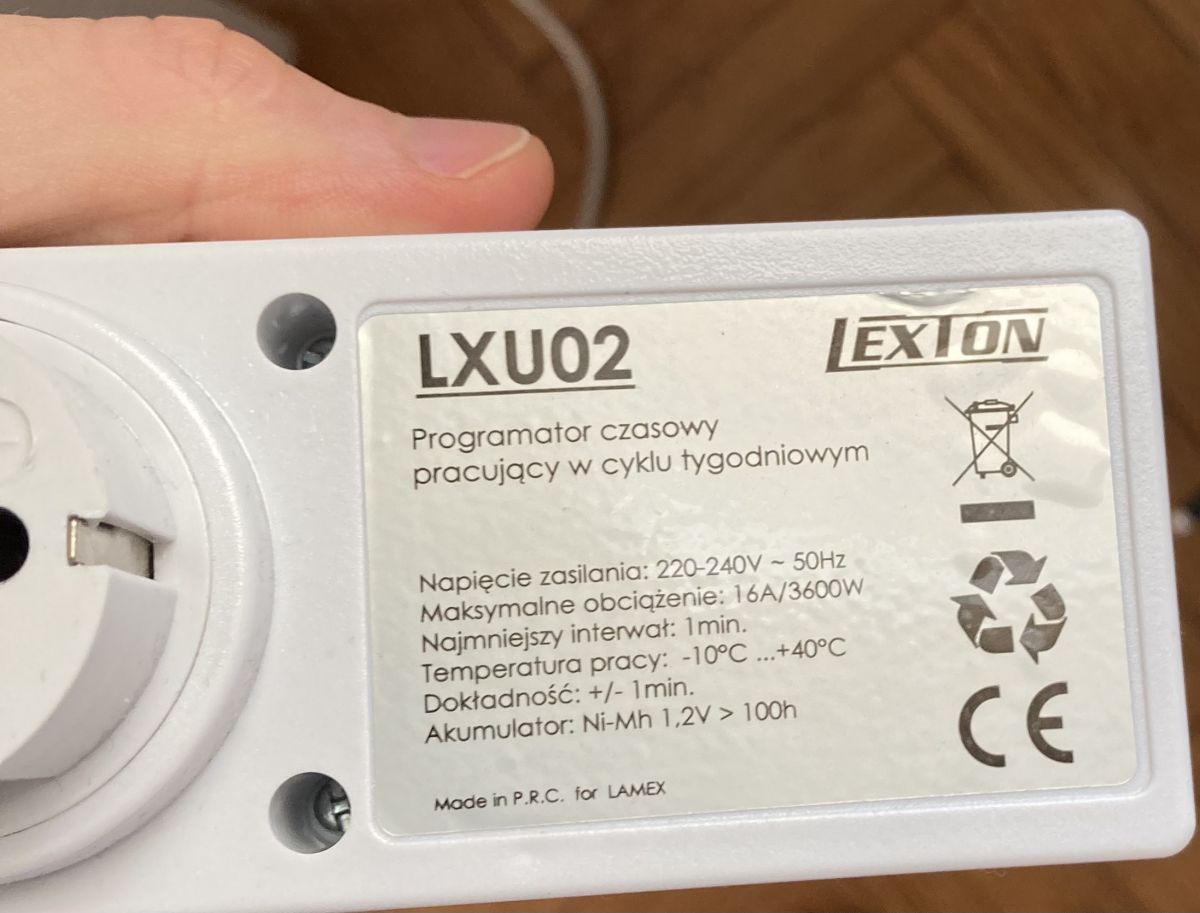 LXU02
LEXTON
Programator czasowy
pracujący w cyklu tygodniowym
Napięcie zasilania: 220-240V ~ 50Hz
Maksymalne obciążenie: 16A/3600W
Najmniejszy interwał: 1min.
Temperatura pracy: -10°C ...+40°C
Dokładność: +/- 1min.
Akumulator: Ni-Mh 1,2V > 100h
CE
Made in P.R.C. for LAMEX